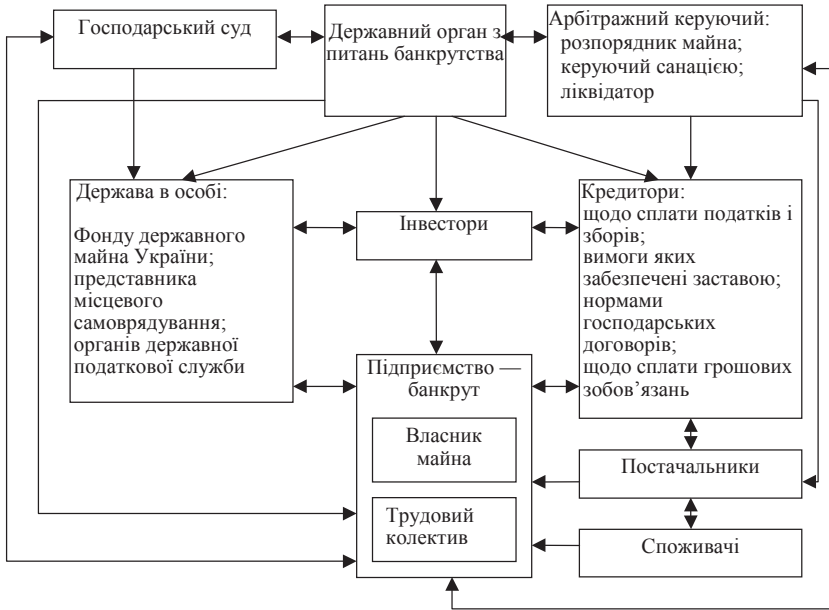 Господарський суд
Державний орган з
питань банкрутства
Арбітражний керуючий:
розпорядник майна;
керуючий санацією;
ліквідатор
Держава в особі:
Фонду державного
майна України;
представника
місцевого
самоврядування;
органів державної
податкової служби
Інвестори
Кредитори:
щодо сплати податків і
зборів;
вимоги яких
забезпечені заставою;
нормами
господарських
договорів;
щодо сплати грошових
зобов’язань
Підприємство —
банкрут
Власник
майна
Трудовий
колектив
Постачальники
Споживачі